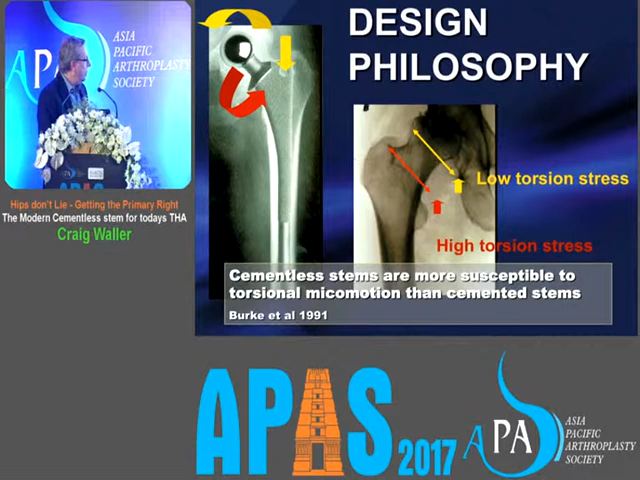 ASIA
PACIFIC
ARTHROPLASTY
SOCIETY
APA
APAS
Hips don't Lie - Getting the Primary Right
The Modern Cementless stem for todays THA
Craig Waller
DESIGN
PHILOSOPHY
Low torsion stress
High torsion stress
Cementless stems are more susceptible to
torsional micomotion than cemented stems
Burke et al 1991
APAS 2017
APA
ASIA
PACIFIC
ARTHROPLASTY
SOCIETY